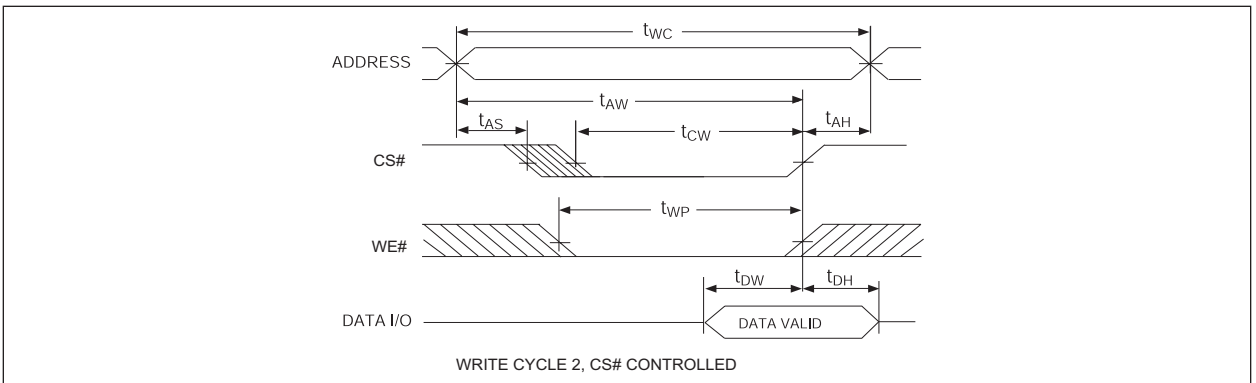 tWC
ADDRESS
tAW
tAS
tCW
tAH
CS#
tWP
WE#
tDW
tDH
DATA I/O
DATA VALID
WRITE CYCLE 2, CS# CONTROLLED